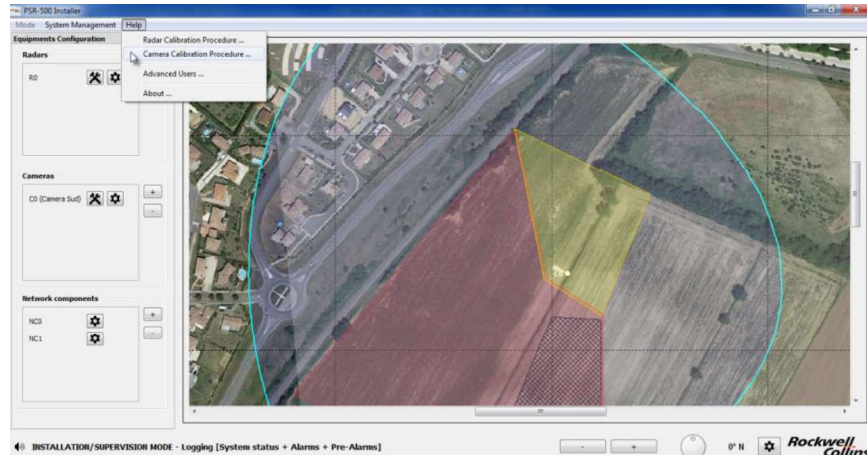 PSR-500 Installer
Mode System Management Help
Equipments Configuration
Radar Calibration Procedure ...
Camera Calibration Procedure ...
Advanced Users ...
About ...
Radars
R0
Cameras
C0 (Camera Sud)
+
-
Network components
NC0
NC1
+
-
INSTALLATION/SUPERVISION MODE - Logging [System status + Alarms + Pre-Alarms]
- +
0° N
Rockwell
Collins